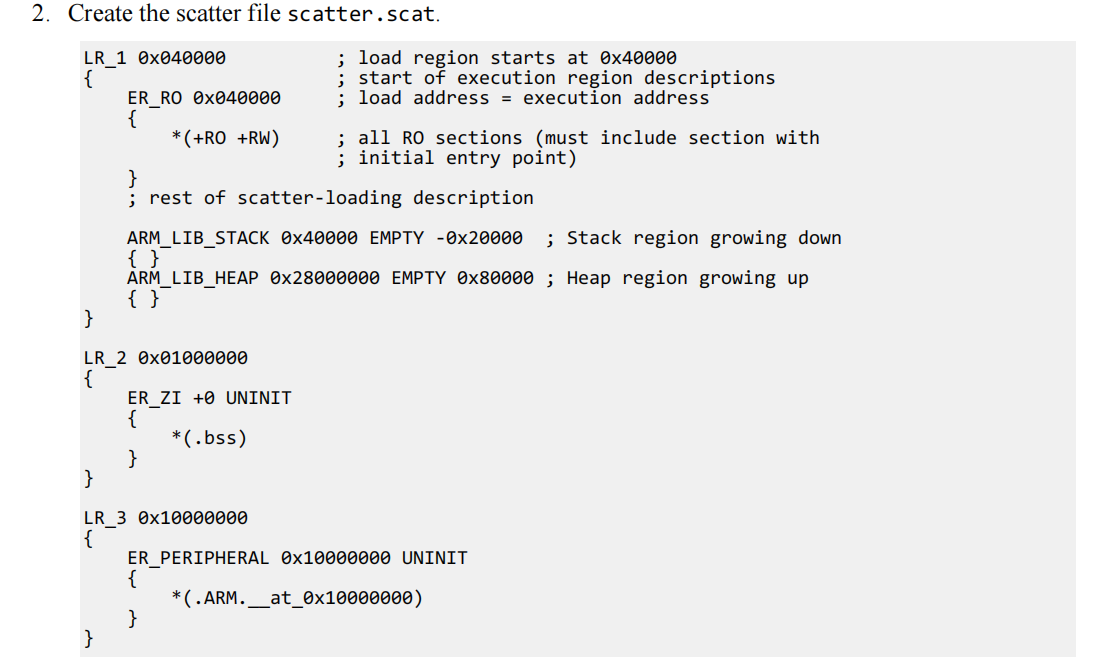 2. Create the scatter file scatter.scat.
LR_1 0x040000 ; load region starts at 0x40000
{ ; start of execution region descriptions
ER_RO 0x040000 ; load address = execution address
{
*(+RO +RW) ; all RO sections (must include section with
; initial entry point)
}
; rest of scatter-loading description
ARM_LIB_STACK 0x40000 EMPTY -0x20000 ; Stack region growing down
{ }
ARM_LIB_HEAP 0x28000000 EMPTY 0x80000 ; Heap region growing up
{ }
}
LR_2 0x01000000
{
ER_ZI +0 UNINIT
{
*(.bss)
}
}
LR_3 0x10000000
{
ER_PERIPHERAL 0x10000000 UNINIT
{
*(.ARM.__at_0x10000000)
}
}